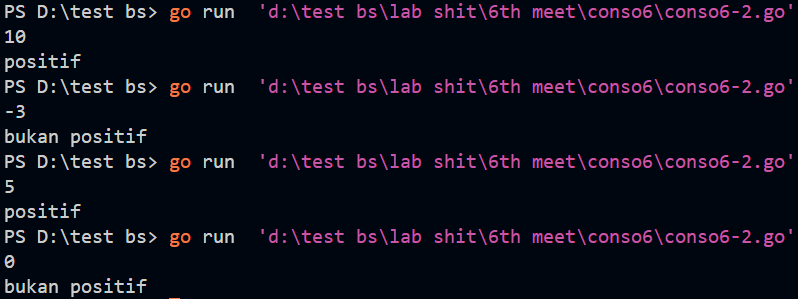 PS D:\test bs> go run  'd:\test bs\lab shit\6th meet\conso6\conso6-2.go'
10
positif
PS D:\test bs> go run  'd:\test bs\lab shit\6th meet\conso6\conso6-2.go'
-3
bukan positif
PS D:\test bs> go run  'd:\test bs\lab shit\6th meet\conso6\conso6-2.go'
5
positif
PS D:\test bs> go run  'd:\test bs\lab shit\6th meet\conso6\conso6-2.go'
0
bukan positif